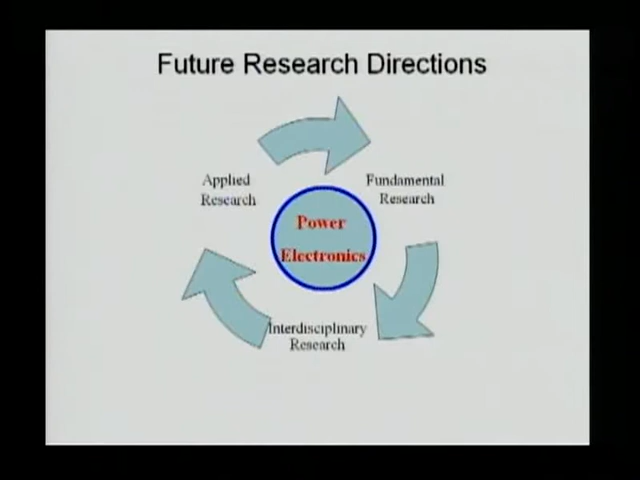 Future Research Directions
Applied
Research
Fundamental
Research
Power
Electronics
Interdisciplinary
Research